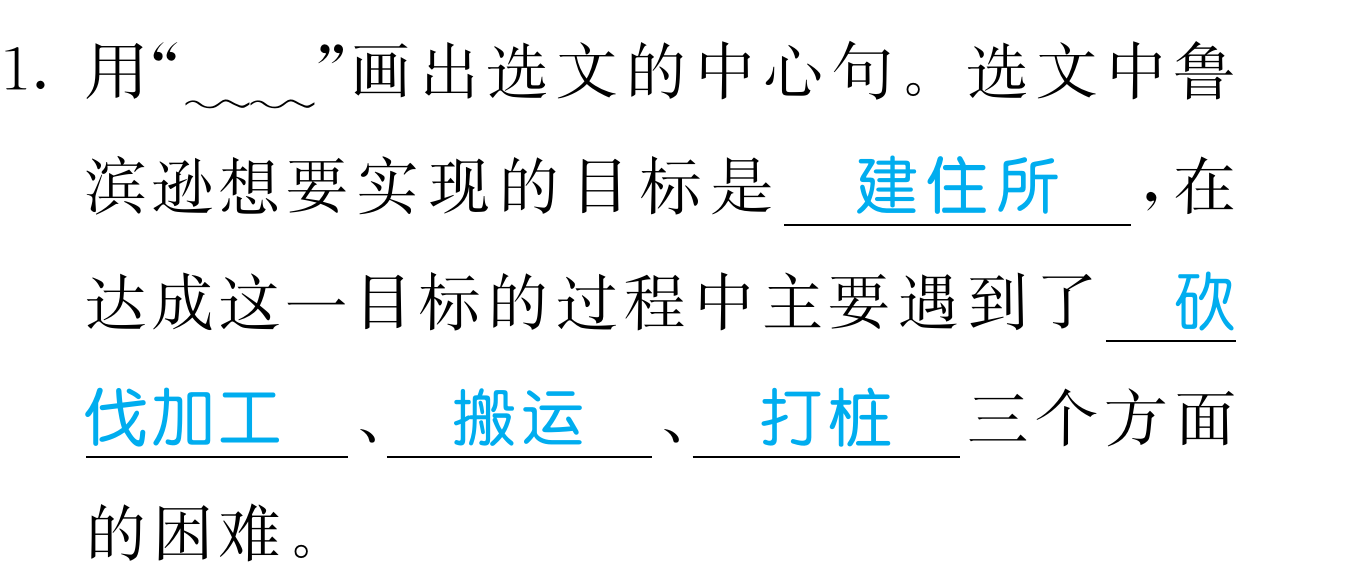 1. 用“﹏﹏”画出选文的中心句。选文中鲁
滨逊想要实现的目标是 建住所 ,在
达成这一目标的过程中主要遇到了 砍
伐加工 、 搬运 、 打桩 三个方面
的困难。